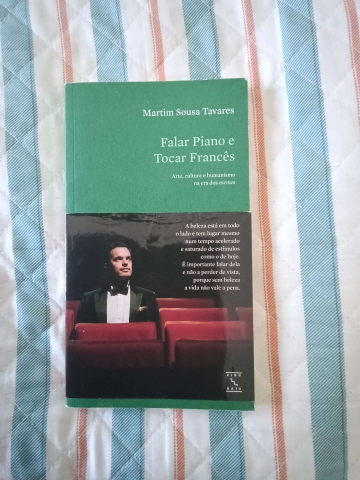 Martim Sousa Tavares
Falar Piano e
Tocar Francês
Arte, cultura e humanismo
na era dos memes
A beleza está em todo
o lado e tem lugar mesmo
num tempo acelerado
e saturado de estímulos
como o de hoje.
É importante falar dela
e não a perder de vista,
porque sem beleza
a vida não vale a pena.
ZIGU
RATE